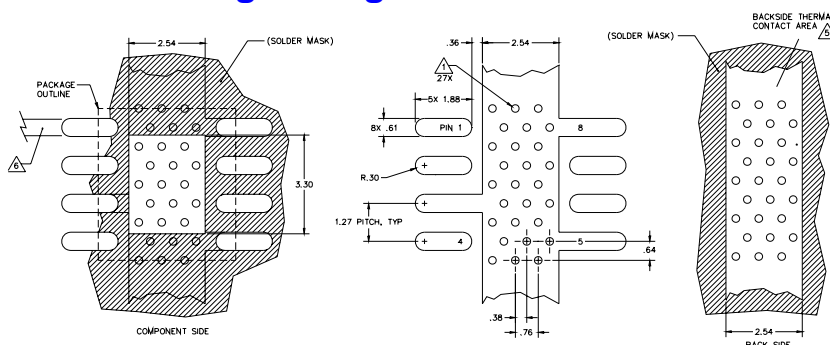 2.54
(SOLDER MASK)
PACKAGE
OUTLINE
6
3.30
COMPONENT SIDE
.36
2.54
1
27X
5X 1.88
8X .61
PIN 1
8
R.30
1.27 PITCH, TYP
4
5
.64
.38
.76
(SOLDER MASK)
BACKSIDE THERMA
CONTACT AREA 5
2.54
BACK SIDE